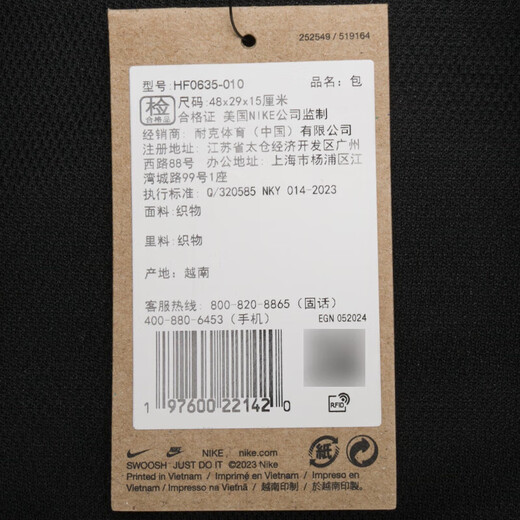 252549 / 519164
型号: HF0635-010 品名: 包
检 合格品 尺码: 48x29x15厘米
合格证 美国NIKE公司监制
经销商: 耐克体育（中国）有限公司
注册地址: 江苏省太仓经济开发区广州
西路88号 办公地址: 上海市杨浦区江
湾城路99号1座
执行标准: Q/320585 NKY 014-2023
面料: 织物
里料: 织物
产地: 越南
客服热线: 800-820-8865（固话）
400-880-6453（手机） EGN 052024
RFID
1 97600 22142 0
NIKE. nike.com
SWOOSH JUST DO IT ©2023 Nike
Printed in Vietnam / Imprimé en Vietnam / Impreso en
Vietnam / Impresso na Vietnã / 越南印制 / 於越南印製.
紙